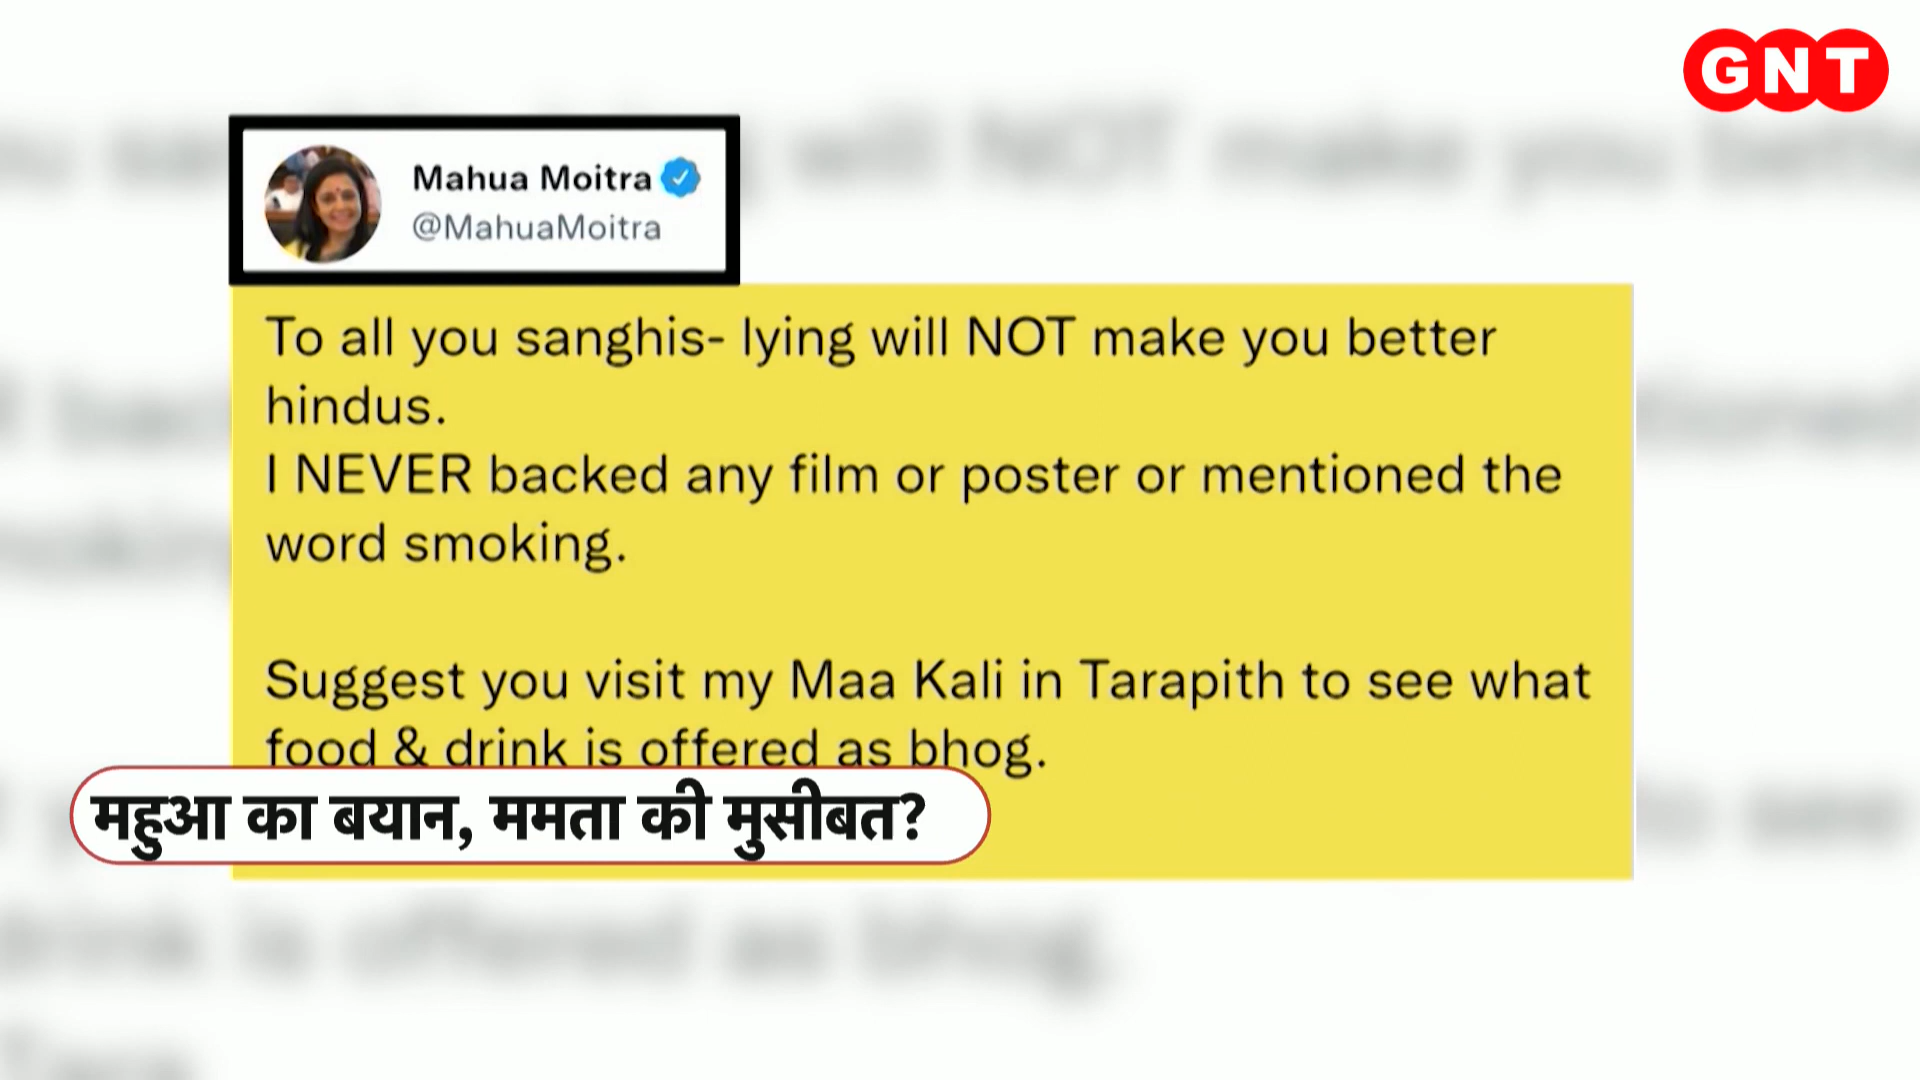 GNT
Mahua Moitra
@MahuaMoitra
To all you sanghis- lying will NOT make you better
hindus.
I NEVER backed any film or poster or mentioned the
word smoking.
Suggest you visit my Maa Kali in Tarapith to see what
food & drink is offered as bhog.
महुआ का बयान, ममता की मुसीबत?